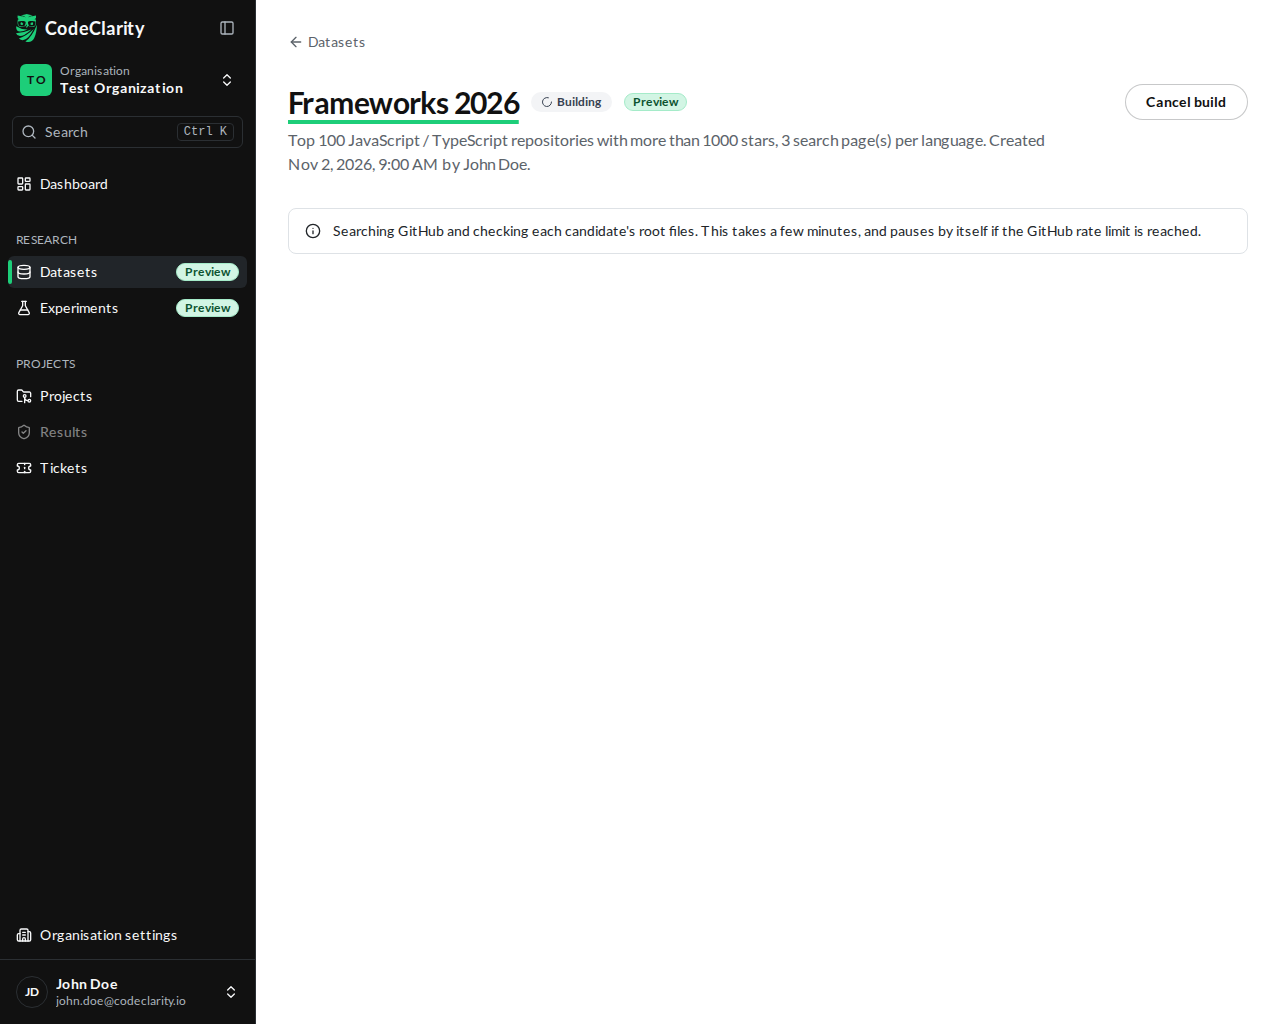 CodeClarity
TO
Organisation
Test Organization
Search
Ctrl K
Dashboard
RESEARCH
Datasets
Preview
Experiments
Preview
PROJECTS
Projects
Results
Tickets
Organisation settings
JD
John Doe
john.doe@codeclarity.io
Datasets
Frameworks 2026
Building
Preview
Cancel build
Top 100 JavaScript / TypeScript repositories with more than 1000 stars, 3 search page(s) per language. Created
Nov 2, 2026, 9:00 AM by John Doe.
Searching GitHub and checking each candidate's root files. This takes a few minutes, and pauses by itself if the GitHub rate limit is reached.